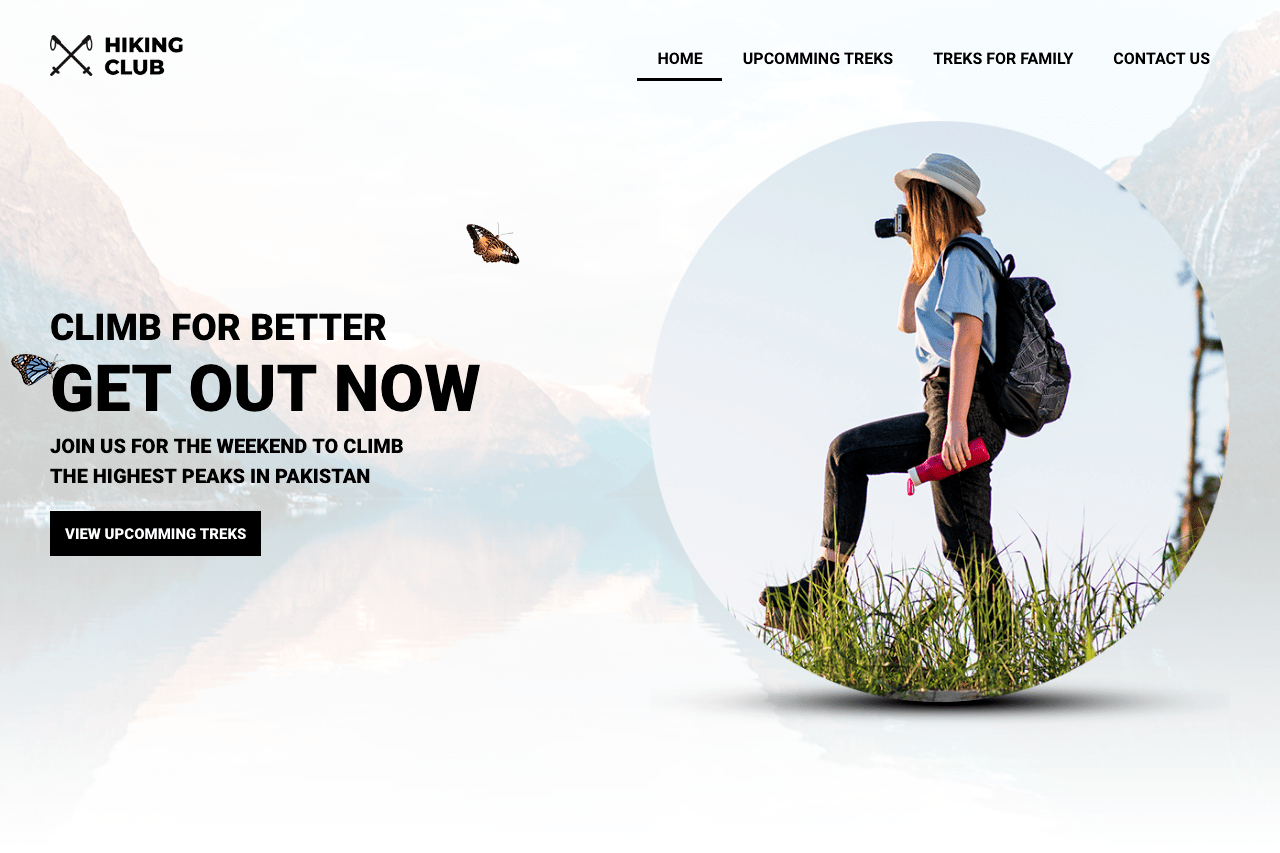 HIKING
CLUB
HOME
UPCOMMING TREKS
TREKS FOR FAMILY
CONTACT US
CLIMB FOR BETTER
GET OUT NOW
JOIN US FOR THE WEEKEND TO CLIMB
THE HIGHEST PEAKS IN PAKISTAN
VIEW UPCOMMING TREKS